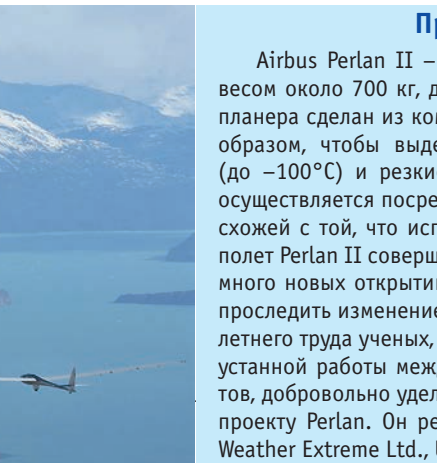 Пр
Airbus Perlan II –
весом около 700 кг, д
планера сделан из ком
образом, чтобы выде
(до –100°C) и резки
осуществляется посре
схожей с той, что исп
полет Perlan II соверш
много новых открыти
проследить изменение
летнего труда ученых,
устанной работы меж
тов, добровольно удел
проекту Perlan. Он ре
Weather Extreme Ltd.,